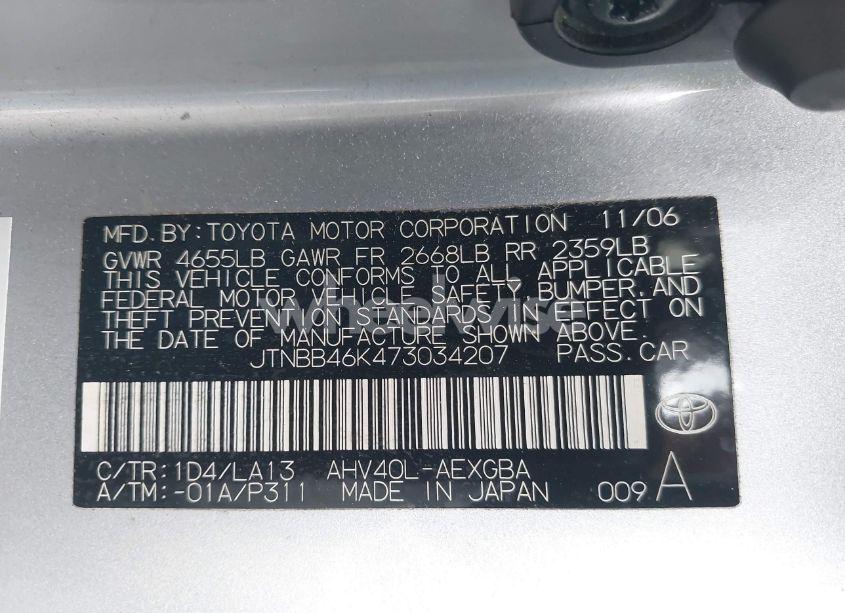 MFD. BY: TOYOTA MOTOR CORPORATION 11/06
GVWR 4655LB GAWR FR 2668LB RR 2359LB
THIS VEHICLE CONFORMS TO ALL APPLICABLE
FEDERAL MOTOR VEHICLE SAFETY, BUMPER, AND
THEFT PREVENTION STANDARDS IN EFFECT ON
THE DATE OF MANUFACTURE SHOWN ABOVE.
JTNBB46K473034207 PASS. CAR
C/TR: 1D4/LA13 AHV40L-AEXGBA
A/TM: -01A/P311 MADE IN JAPAN 009 A
wheelwise